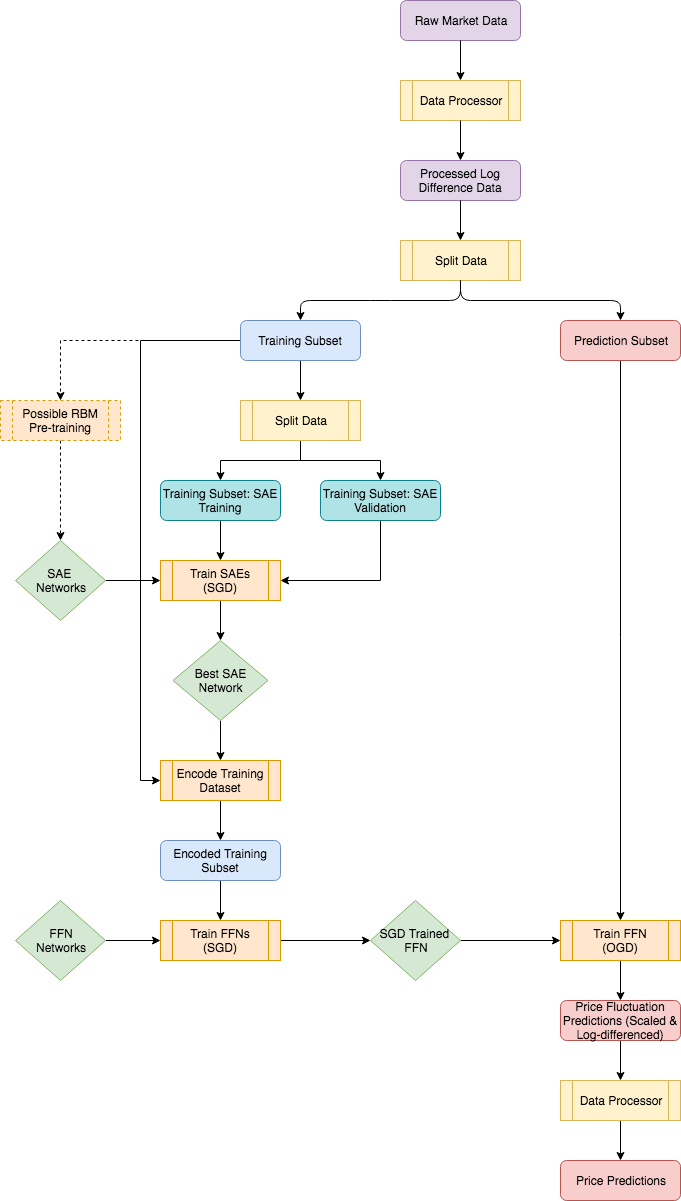 Raw Market Data
Data Processor
Processed Log
Difference Data
Split Data
Training Subset
Prediction Subset
Possible RBM
Pre-training
Split Data
Training Subset: SAE
Training
Training Subset: SAE
Validation
SAE
Networks
Train SAEs
(SGD)
Best SAE
Network
Encode Training
Dataset
Encoded Training
Subset
FFN
Networks
Train FFNs
(SGD)
SGD Trained
FFN
Train FFN
(OGD)
Price Fluctuation
Predictions (Scaled &
Log-differenced)
Data Processor
Price Predictions